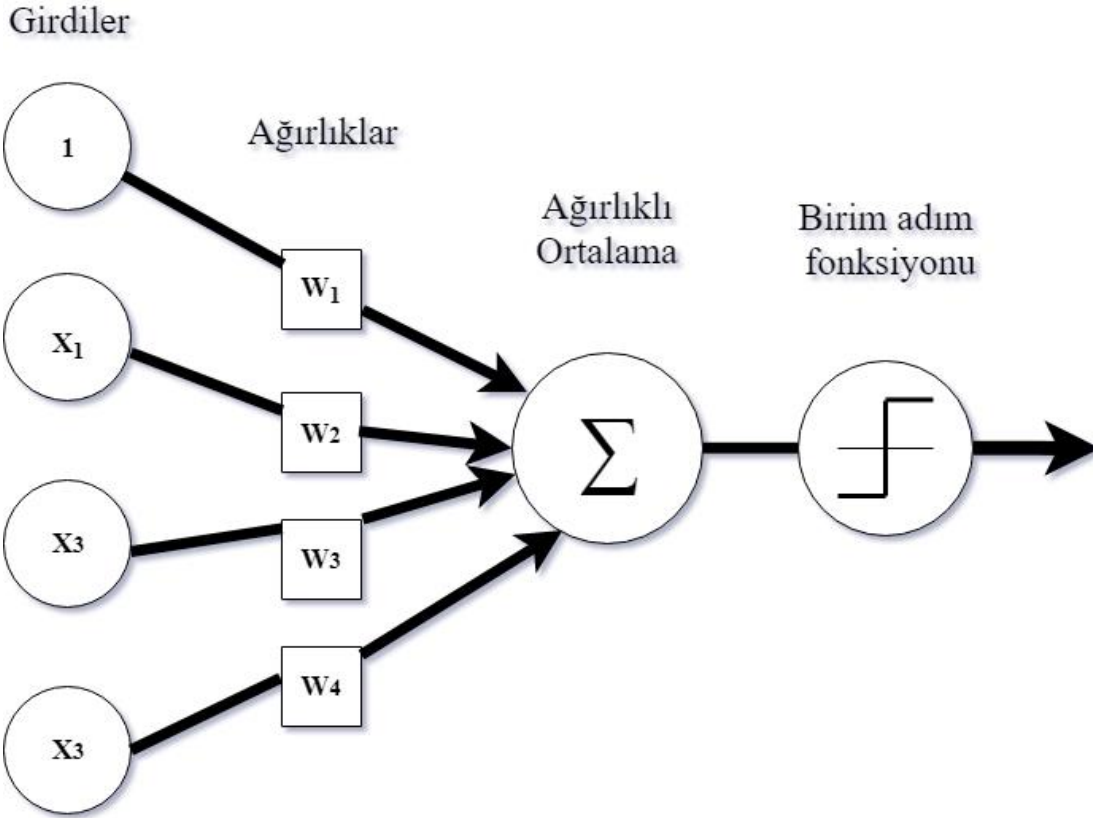 Girdiler
1
Ağırlıklar
W₁
X₁
W₂
X₃
W₃
X₃
W₄
Ağırlıklı
Ortalama
∑
Birim adım
fonksiyonu